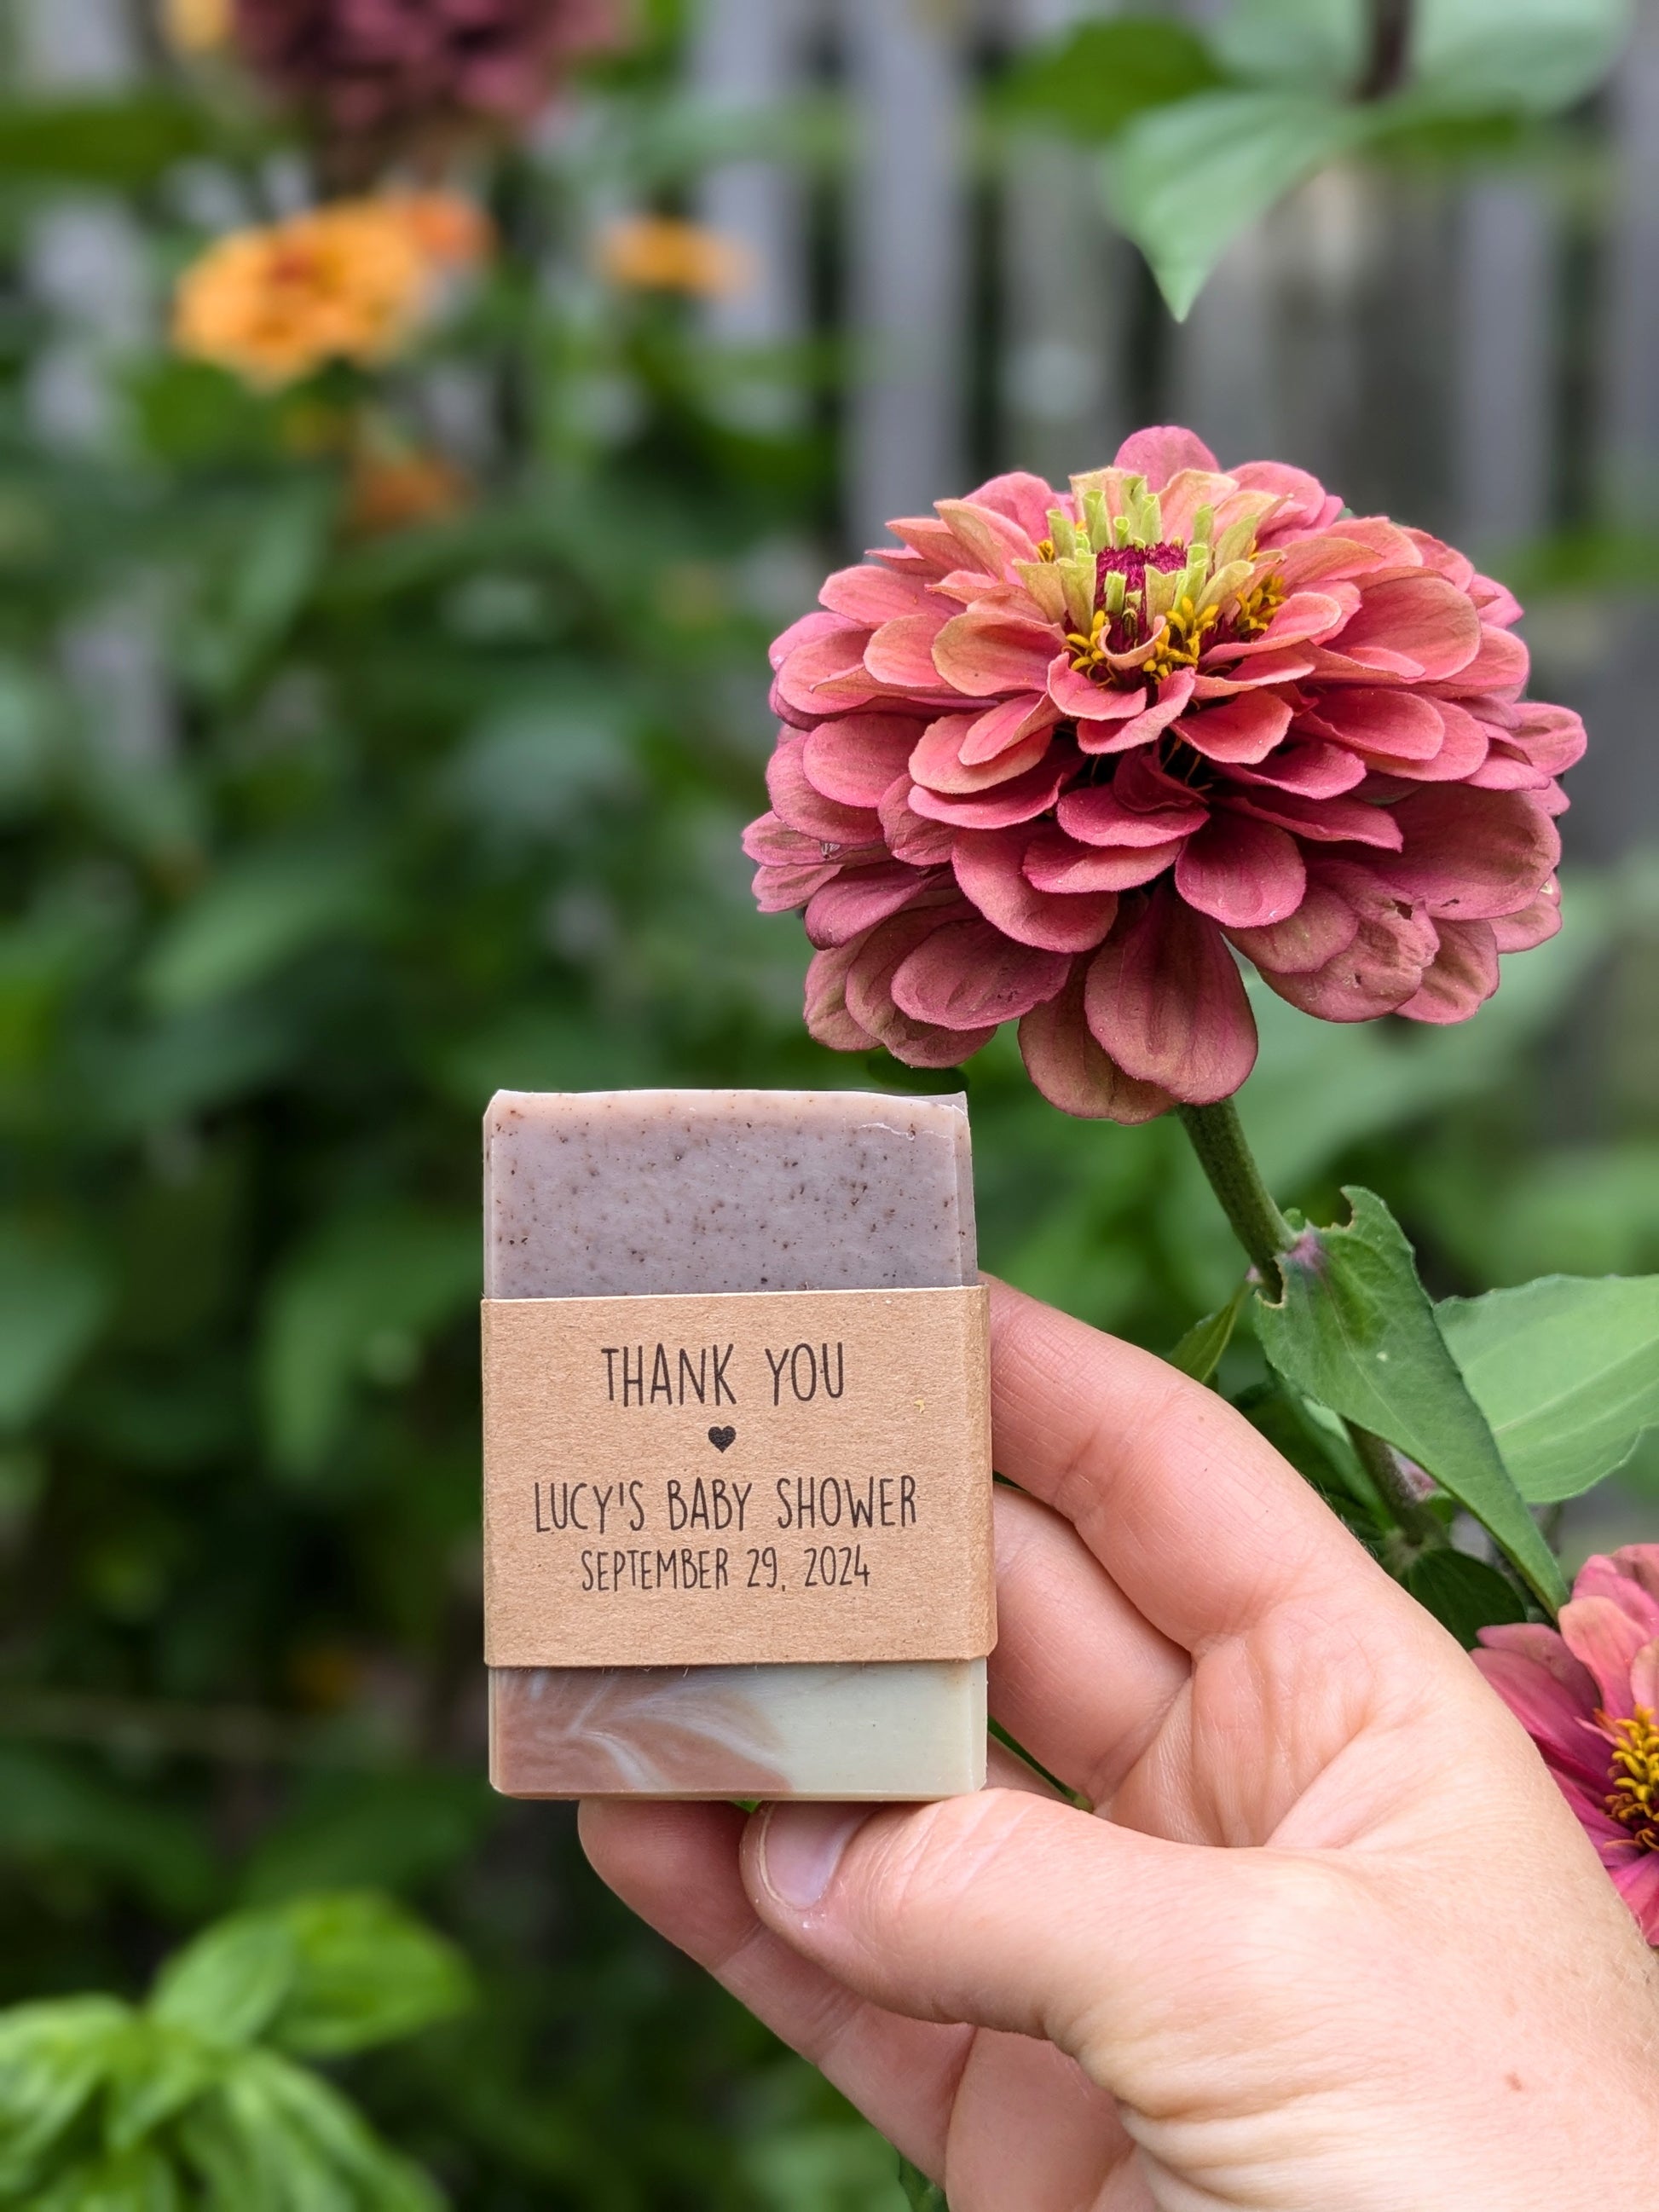 THANK YOU
♥
LUCY'S BABY SHOWER
SEPTEMBER 29, 2024